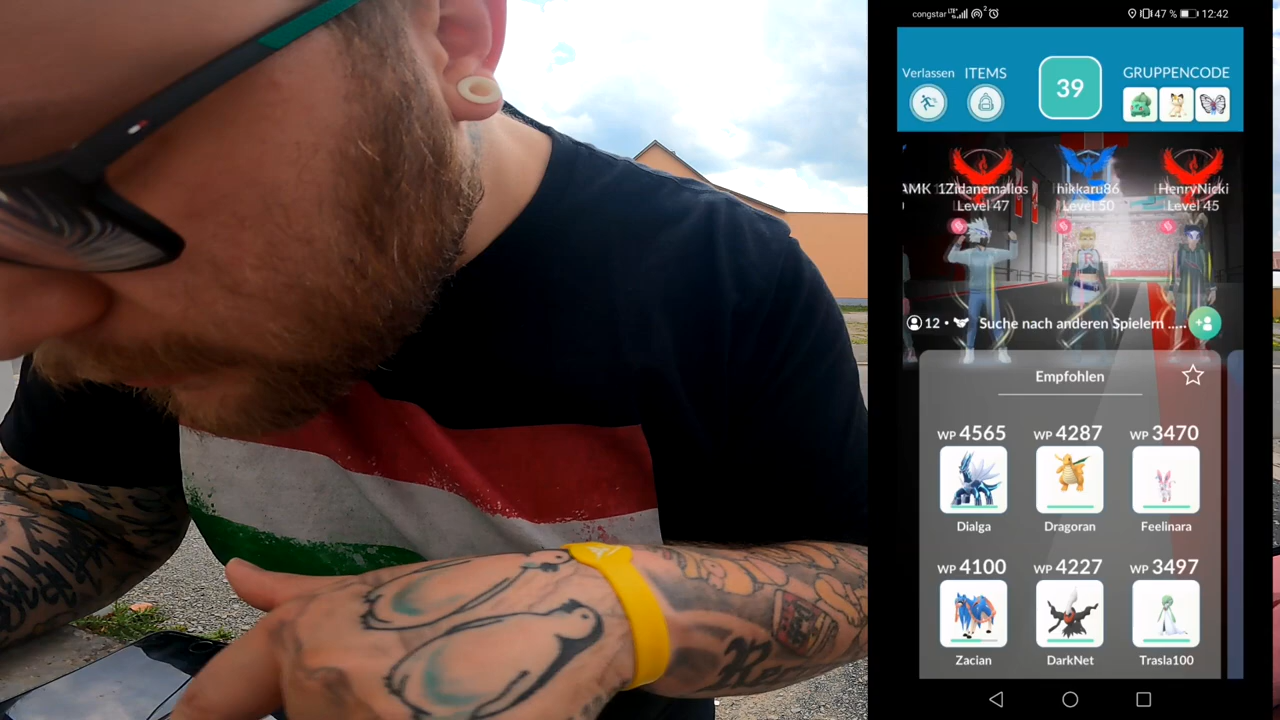 congstar LTE 2 47 % 12:42
Verlassen ITEMS 39 GRUPPENCODE
AMK 1Zidanemallos hikkaru86 HenryNicki
Level 47 Level 50 Level 45
12 • Suche nach anderen Spielern .....
Empfohlen
WP 4565 WP 4287 WP 3470
Dialga Dragoran Feelinara
WP 4100 WP 4227 WP 3497
Zacian DarkNet Trasla100